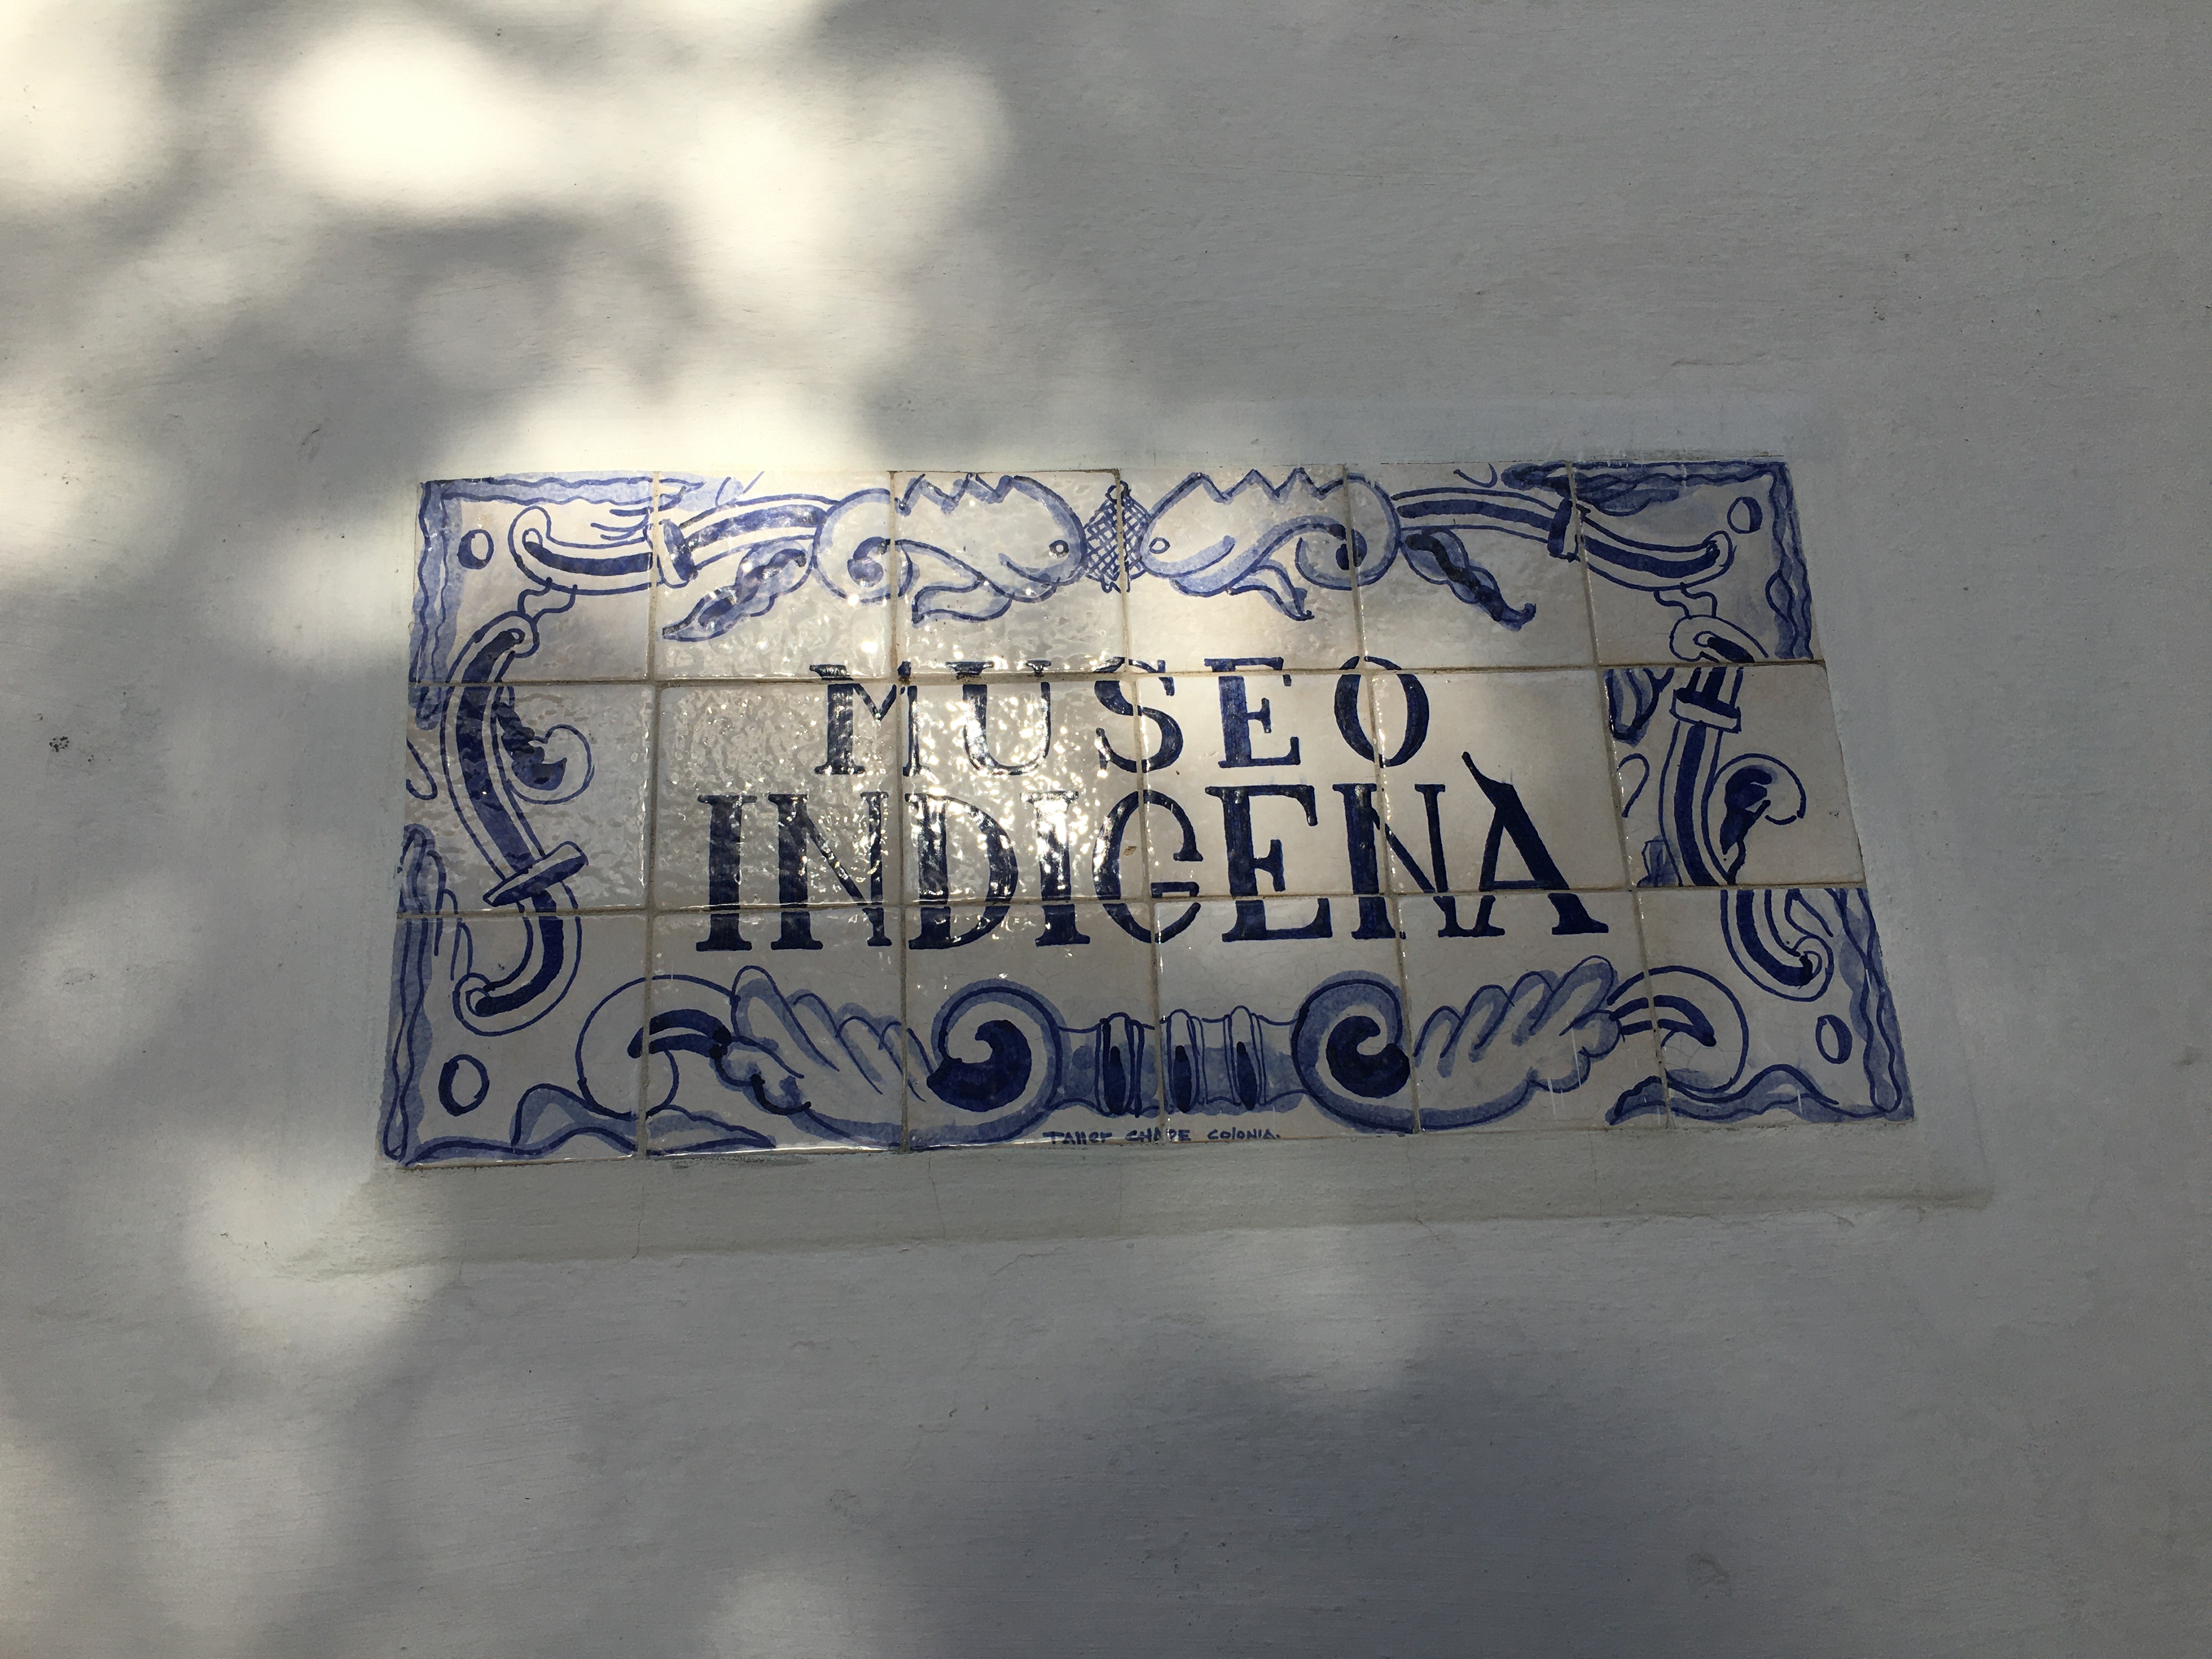 MUSEO
INDIGENA
Taller CHAPE COLONIA.